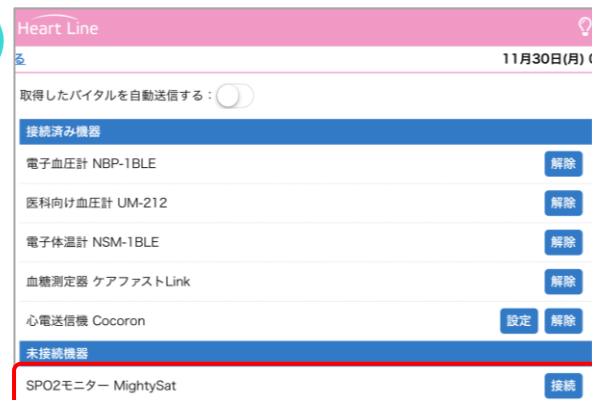 Heart Line
る 11月30日(月)
取得したバイタルを自動送信する：
接続済み機器
電子血圧計 NBP-1BLE 解除
医科向け血圧計 UM-212 解除
電子体温計 NSM-1BLE 解除
血糖測定器 ケアファストLink 解除
心電送信機 Cocoron 設定 解除
未接続機器
SPO2モニター MightySat 接続